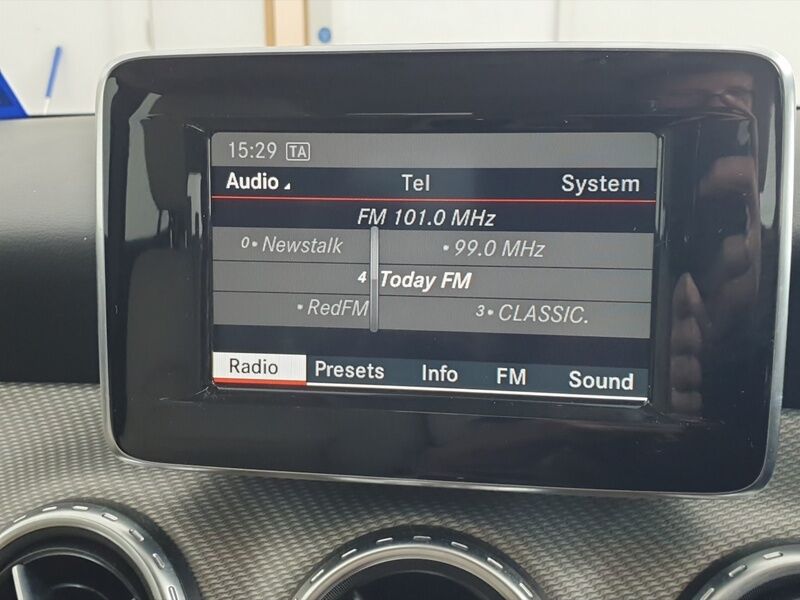 15:29 TA
Audio Tel System
FM 101.0 MHz
0• Newstalk • 99.0 MHz
4 Today FM
• RedFM 3• CLASSIC.
Radio Presets Info FM Sound